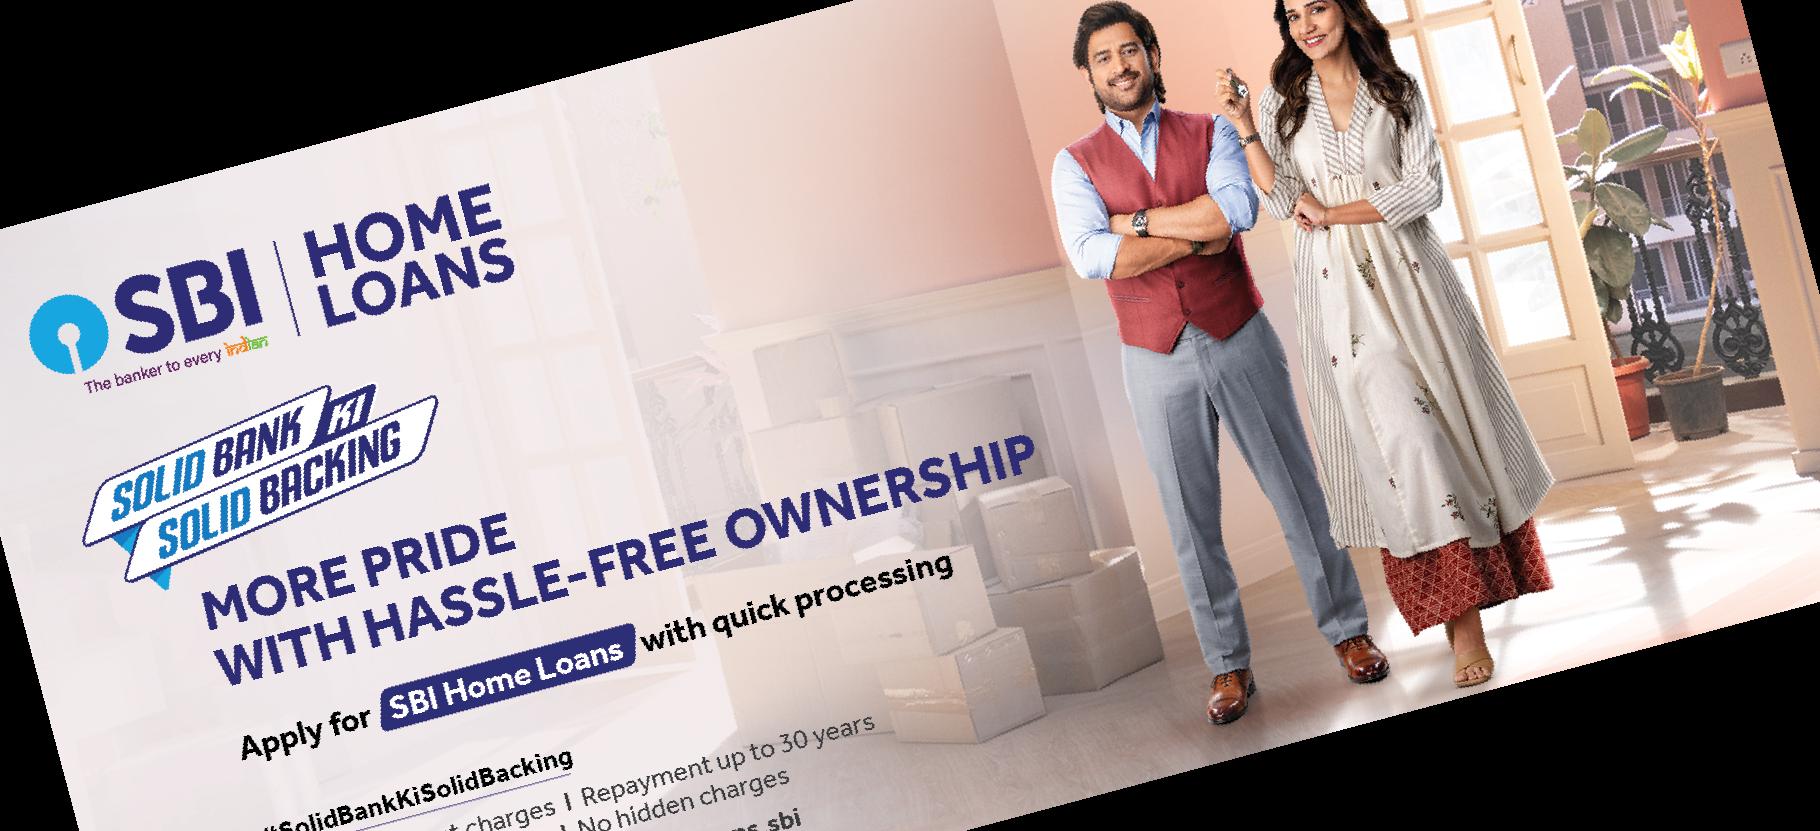 SBI
HOME
LOANS
The banker to every indian
SOLID BANK KI
SOLID BACKING
MORE PRIDE
WITH HASSLE-FREE OWNERSHIP
Apply for SBI Home Loans with quick processing
#SolidBankKiSolidBacking
charges | Repayment up to 30 years
| No hidden charges
sbi